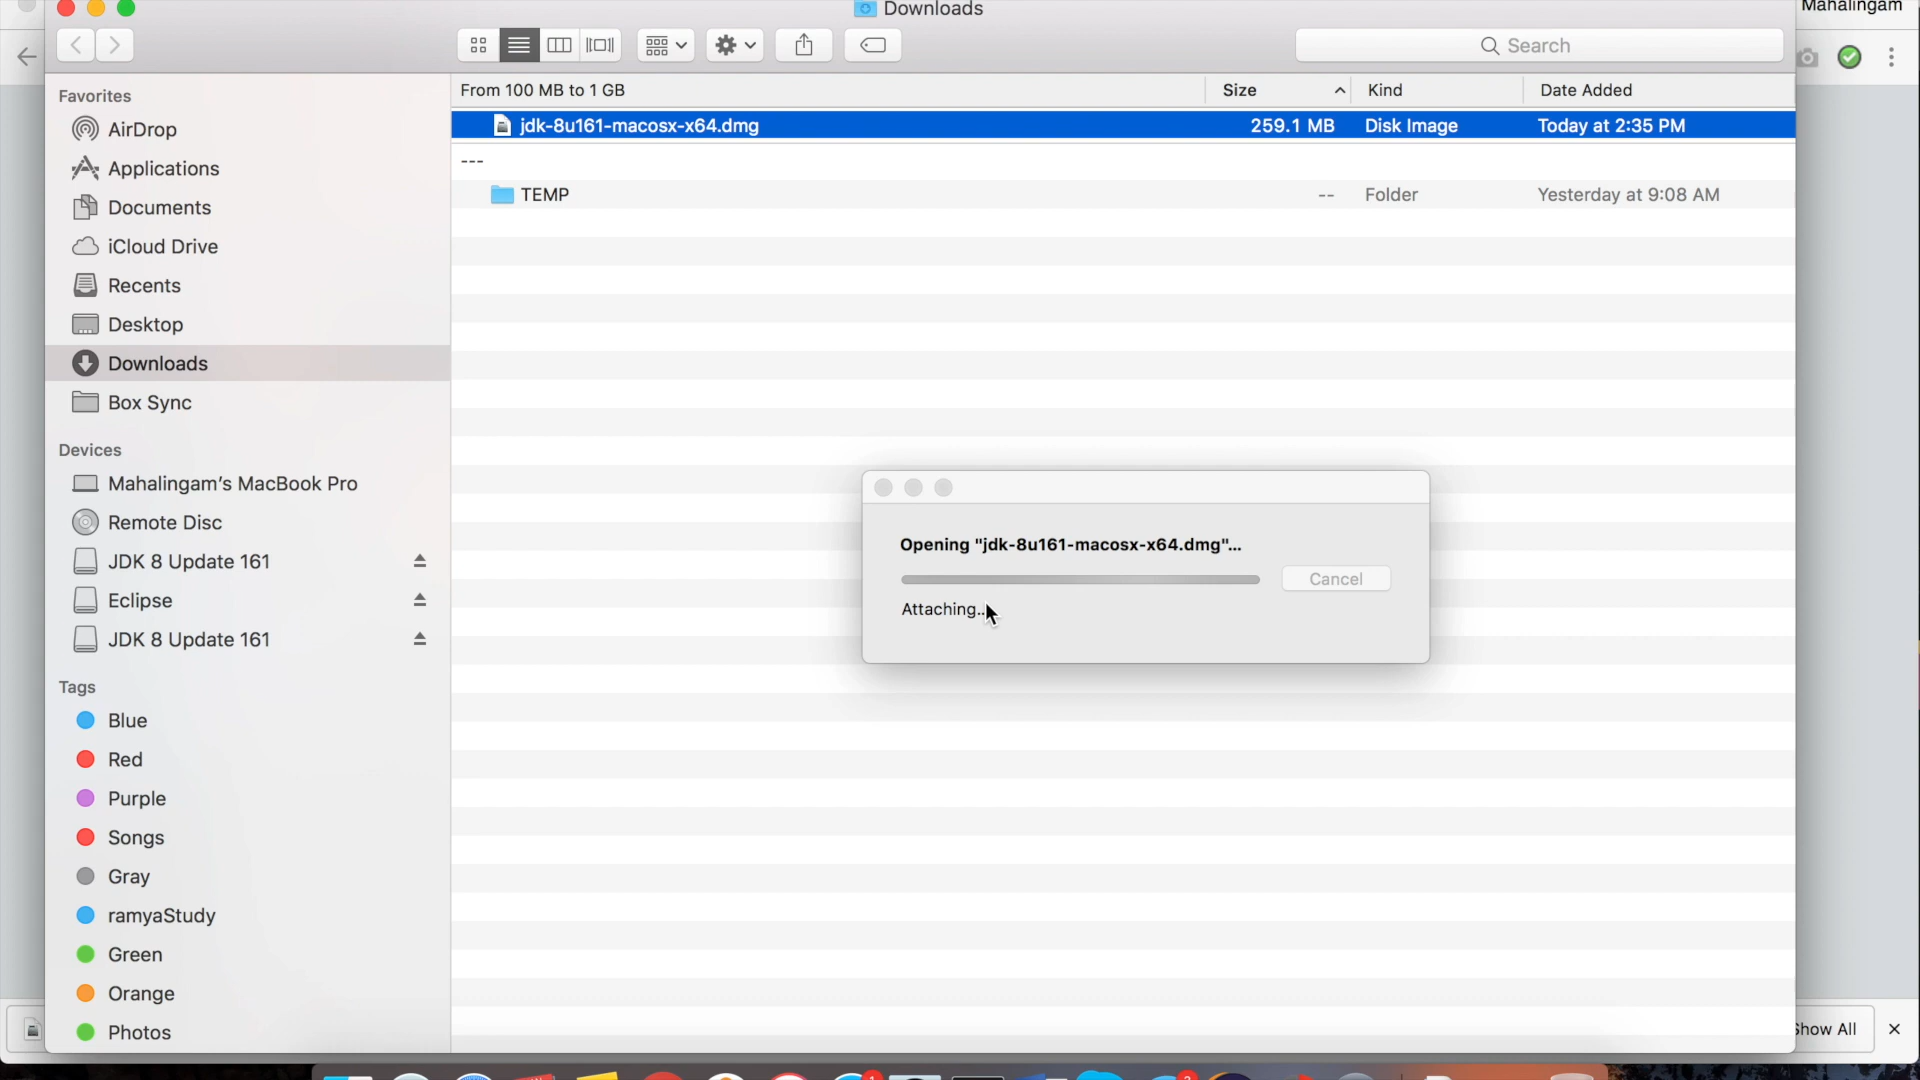 Downloads
Mahalingam
Search
Favorites
AirDrop
Applications
Documents
iCloud Drive
Recents
Desktop
Downloads
Box Sync
Devices
Mahalingam's MacBook Pro
Remote Disc
JDK 8 Update 161
Eclipse
JDK 8 Update 161
Tags
Blue
Red
Purple
Songs
Gray
ramyaStudy
Green
Orange
Photos
From 100 MB to 1 GB Size Kind Date Added
jdk-8u161-macosx-x64.dmg 259.1 MB Disk Image Today at 2:35 PM
---
TEMP -- Folder Yesterday at 9:08 AM
Opening "jdk-8u161-macosx-x64.dmg"...
Cancel
Attaching...
Show All